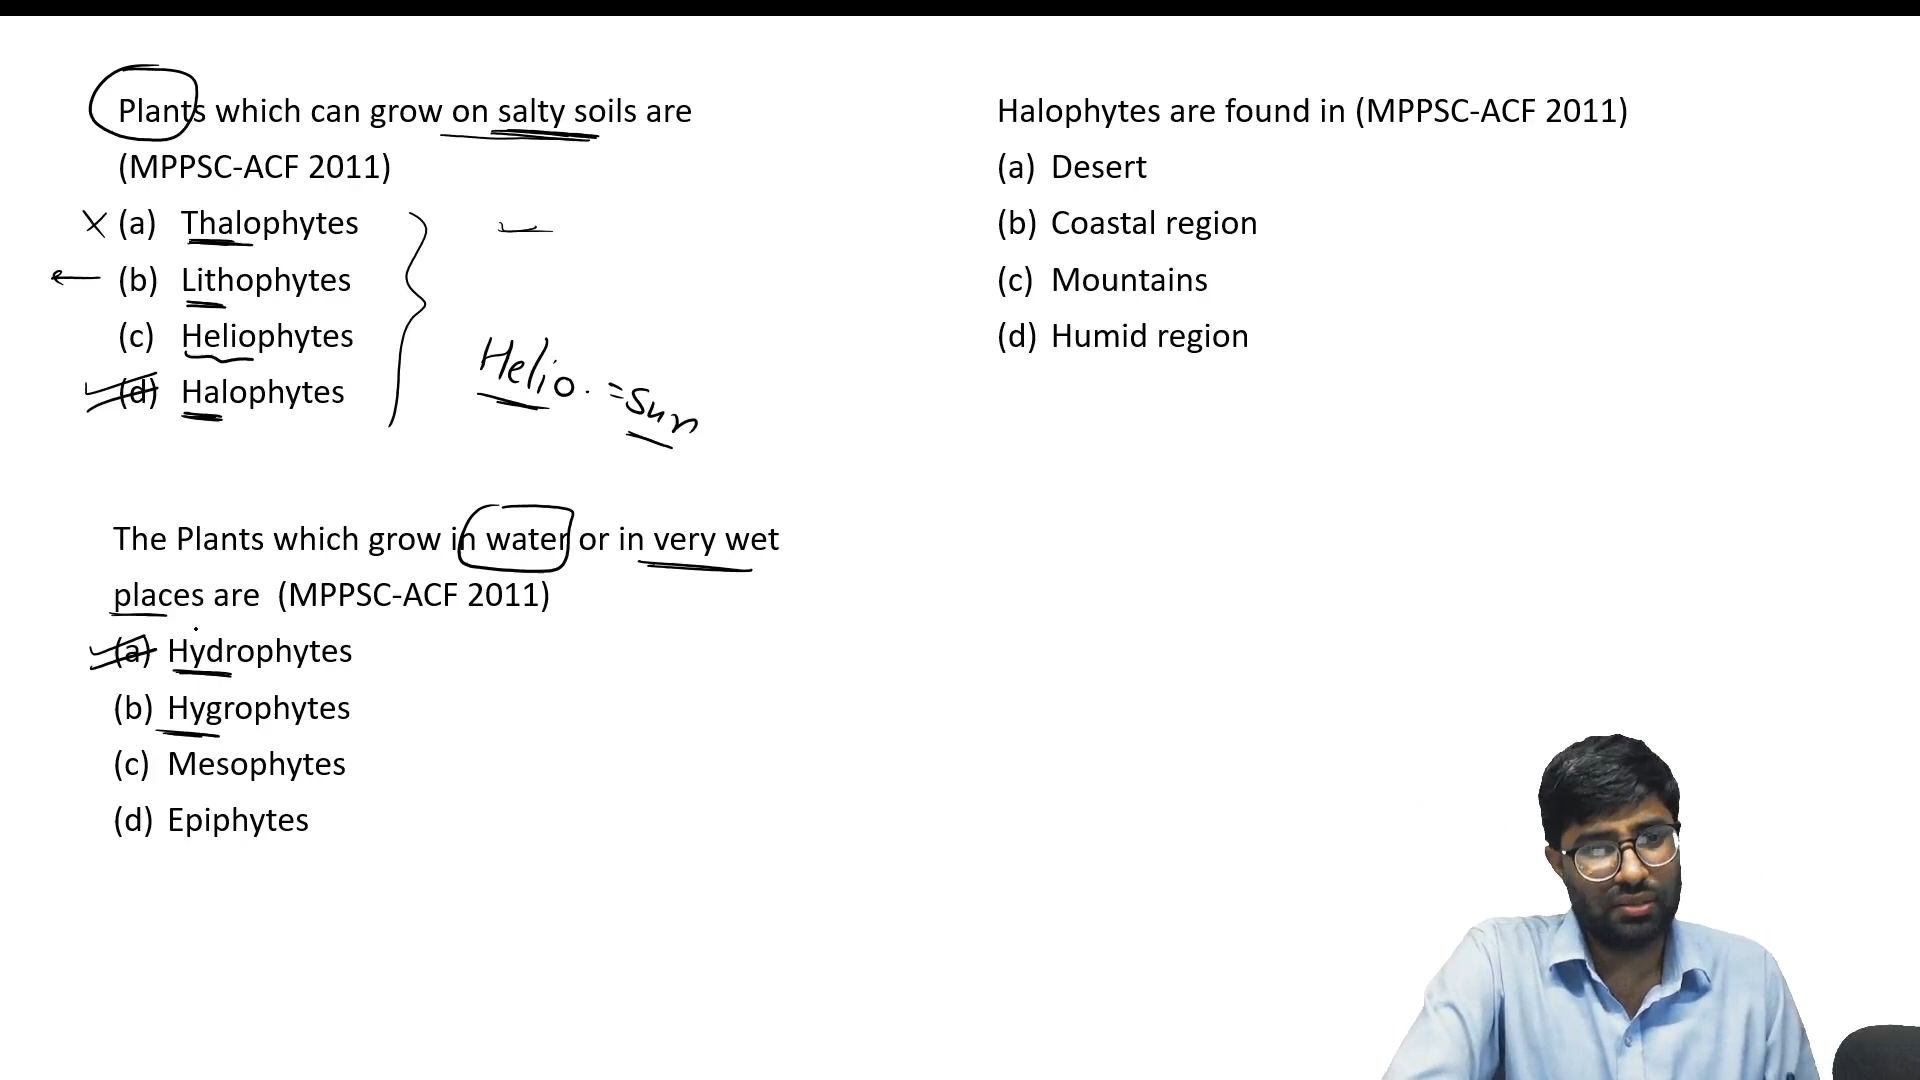 Plants which can grow on salty soils are
(MPPSC-ACF 2011)
(a) Thalophytes
(b) Lithophytes
(c) Heliophytes
(d) Halophytes
Helio. = Sun
The Plants which grow in water or in very wet
places are (MPPSC-ACF 2011)
(a) Hydrophytes
(b) Hygrophytes
(c) Mesophytes
(d) Epiphytes
Halophytes are found in (MPPSC-ACF 2011)
(a) Desert
(b) Coastal region
(c) Mountains
(d) Humid region